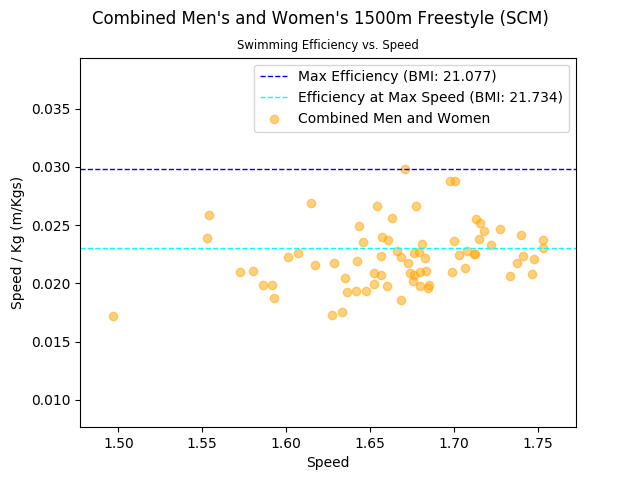 Combined Men's and Women's 1500m Freestyle (SCM)
Swimming Efficiency vs. Speed
Max Efficiency (BMI: 21.077)
Efficiency at Max Speed (BMI: 21.734)
Combined Men and Women
Speed / Kg (m/Kgs)
0.035
0.030
0.025
0.020
0.015
0.010
1.50 1.55 1.60 1.65 1.70 1.75
Speed